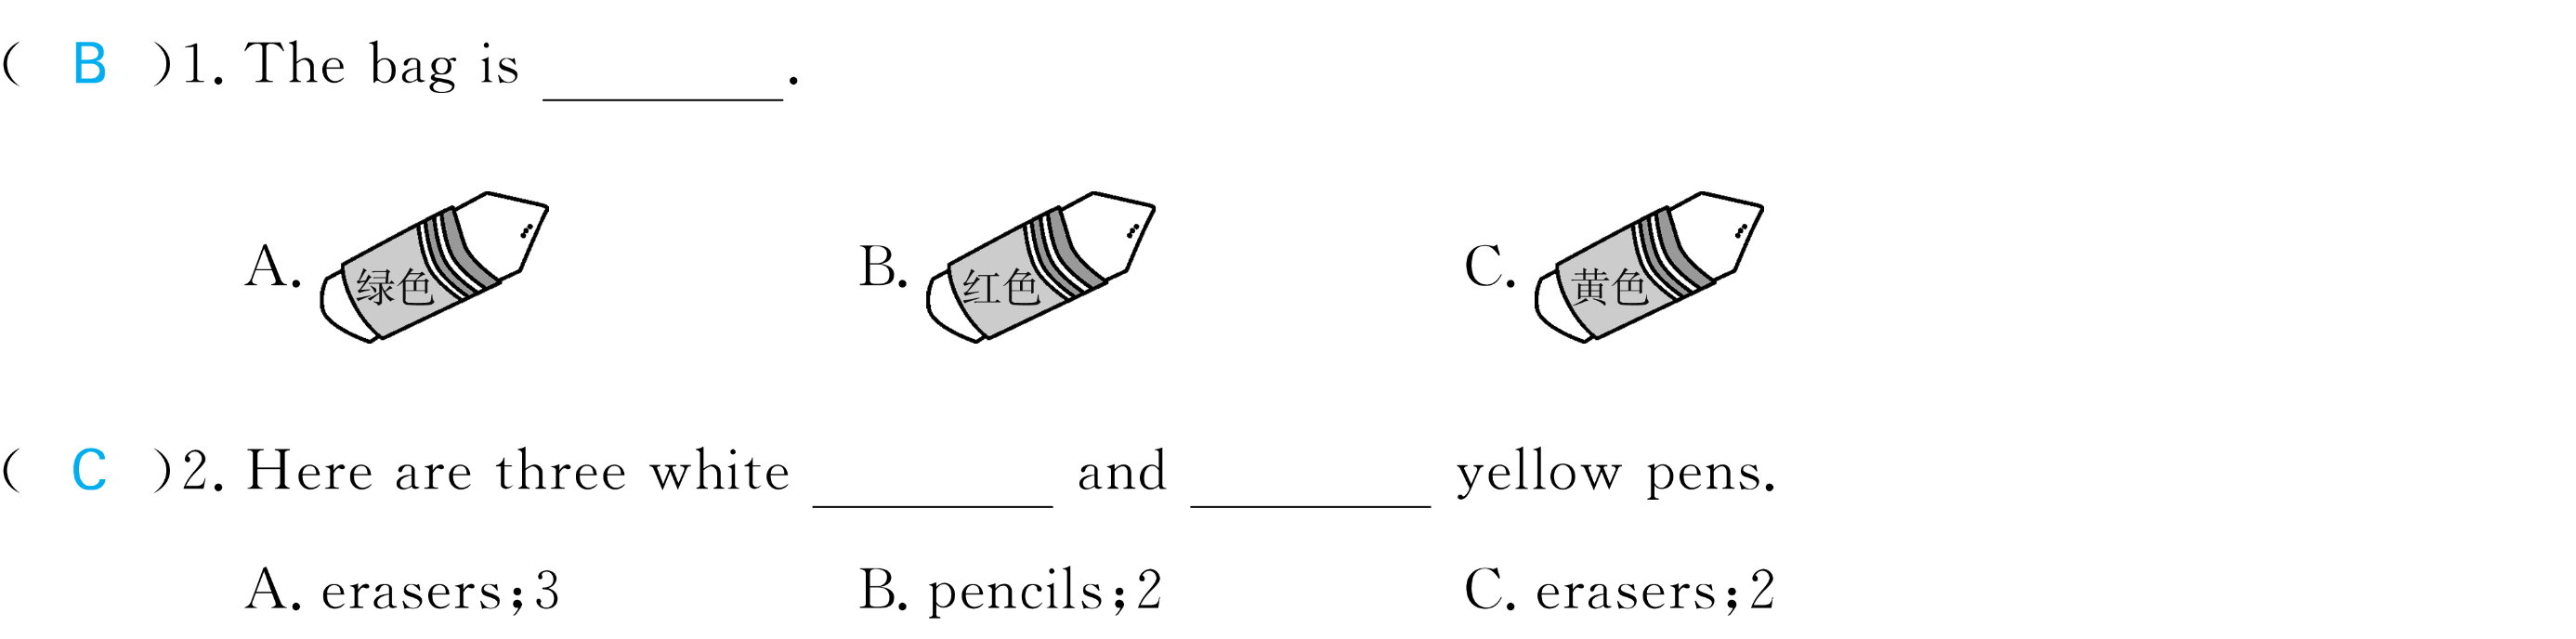 ( B )1. The bag is ________.
A. 绿色 B. 红色 C. 黄色
( C )2. Here are three white ________ and ________ yellow pens.
A. erasers;3 B. pencils;2 C. erasers;2